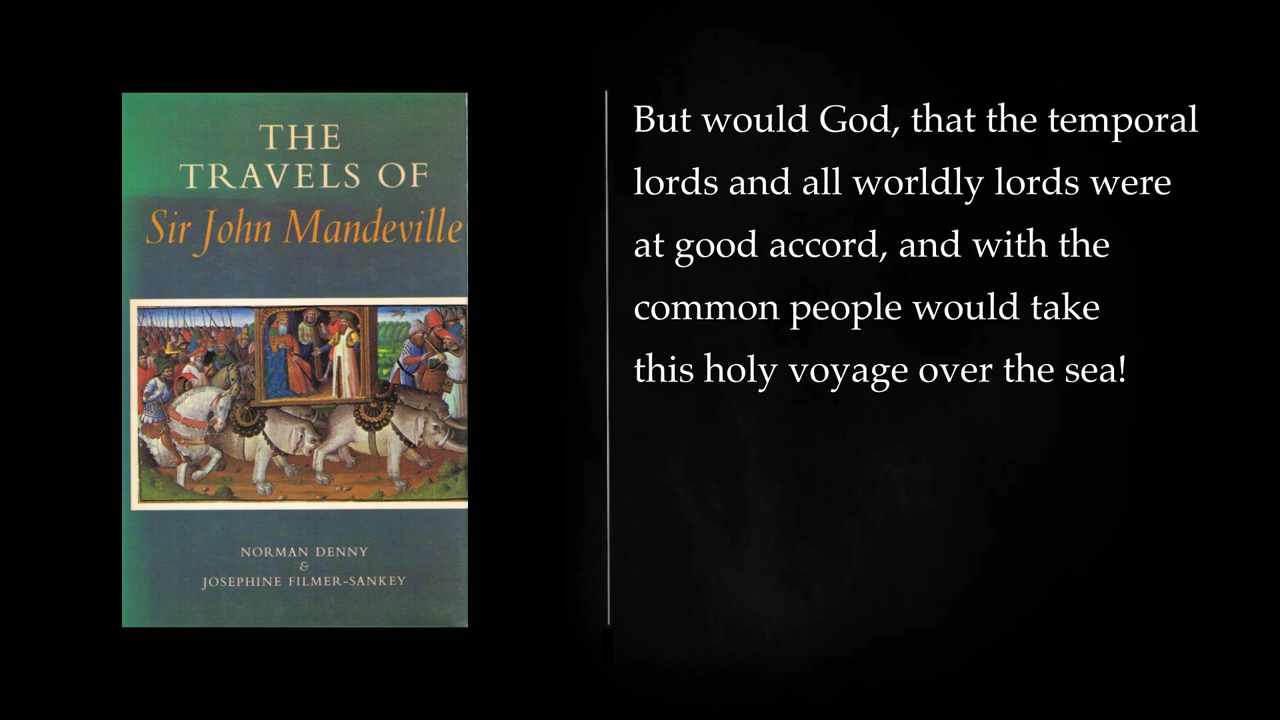 THE
TRAVELS OF
Sir John Mandeville
NORMAN DENNY
&
JOSEPHINE FILMER-SANKEY
But would God, that the temporal
lords and all worldly lords were
at good accord, and with the
common people would take
this holy voyage over the sea!